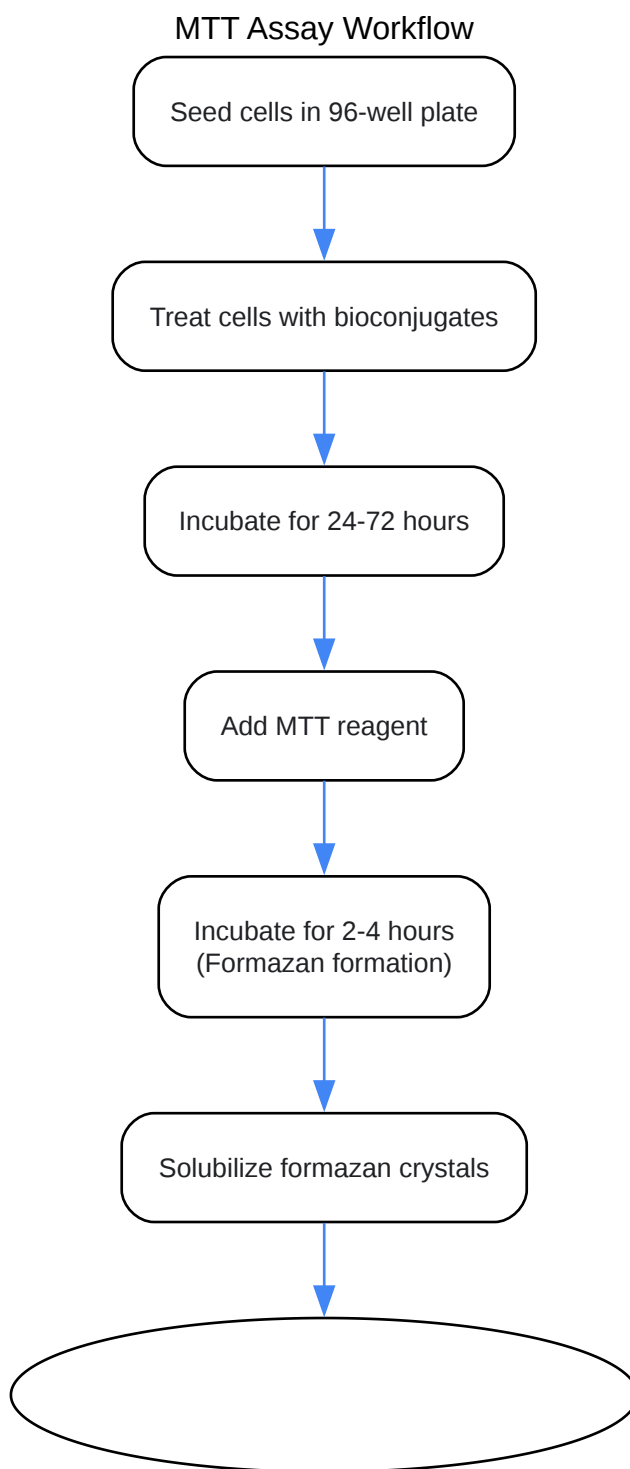 MTT Assay Workflow
Seed cells in 96-well plate
Treat cells with bioconjugates
Incubate for 24-72 hours
Add MTT reagent
Incubate for 2-4 hours
(Formazan formation)
Solubilize formazan crystals